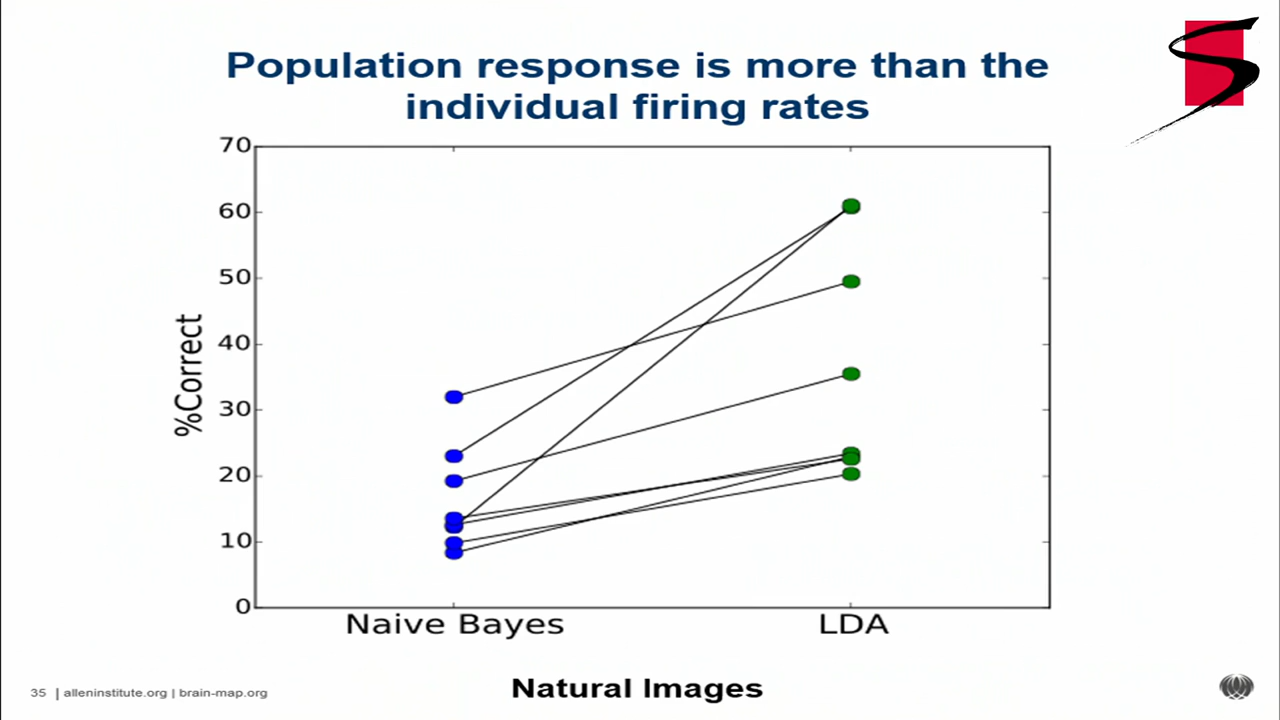 Population response is more than the
individual firing rates
70
60
50
40
30
20
10
0
%Correct
Naive Bayes LDA
Natural Images
35 | alleninstitute.org | brain-map.org